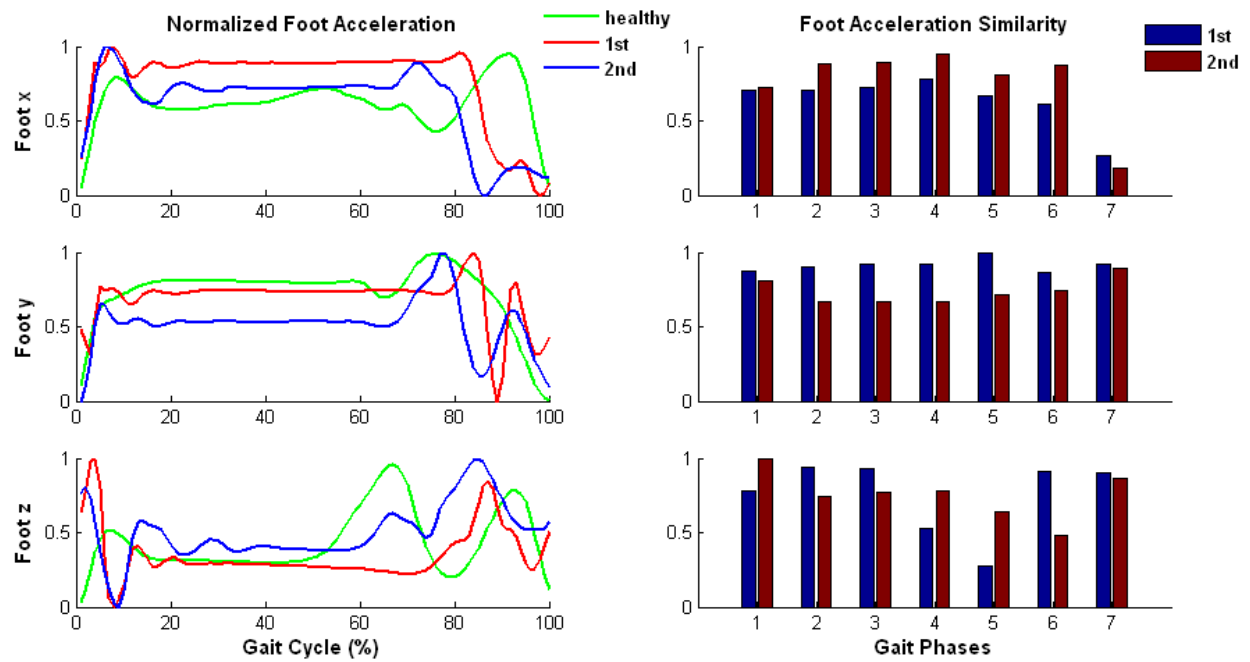 Normalized Foot Acceleration
healthy
1st
2nd
Foot Acceleration Similarity
1st
2nd
Foot x
1
0.5
0
0 20 40 60 80 100
1
0.5
0
1 2 3 4 5 6 7
Foot y
1
0.5
0
0 20 40 60 80 100
1
0.5
0
1 2 3 4 5 6 7
Foot z
1
0.5
0
0 20 40 60 80 100
Gait Cycle (%)
1
0.5
0
1 2 3 4 5 6 7
Gait Phases